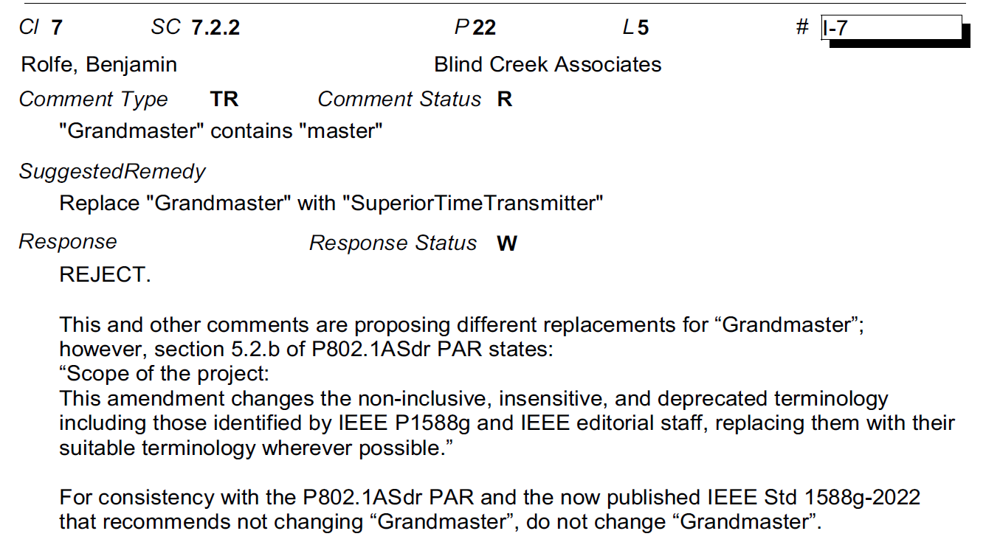 Cl 7 SC 7.2.2 P 22 L 5 # I-7
Rolfe, Benjamin Blind Creek Associates
Comment Type TR Comment Status R
"Grandmaster" contains "master"
SuggestedRemedy
Replace "Grandmaster" with "SuperiorTimeTransmitter"
Response Response Status W
REJECT.
This and other comments are proposing different replacements for “Grandmaster”;
however, section 5.2.b of P802.1ASdr PAR states:
“Scope of the project:
This amendment changes the non-inclusive, insensitive, and deprecated terminology
including those identified by IEEE P1588g and IEEE editorial staff, replacing them with their
suitable terminology wherever possible.”
For consistency with the P802.1ASdr PAR and the now published IEEE Std 1588g-2022
that recommends not changing “Grandmaster”, do not change “Grandmaster”.